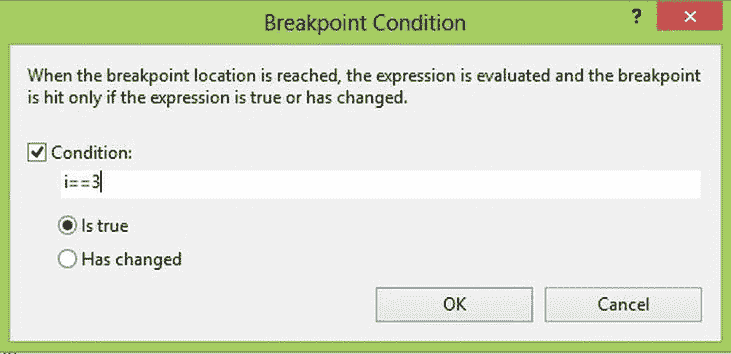 Breakpoint Condition
?
When the breakpoint location is reached, the expression is evaluated and the breakpoint
is hit only if the expression is true or has changed.
Condition:
i==3
Is true
Has changed
OK Cancel